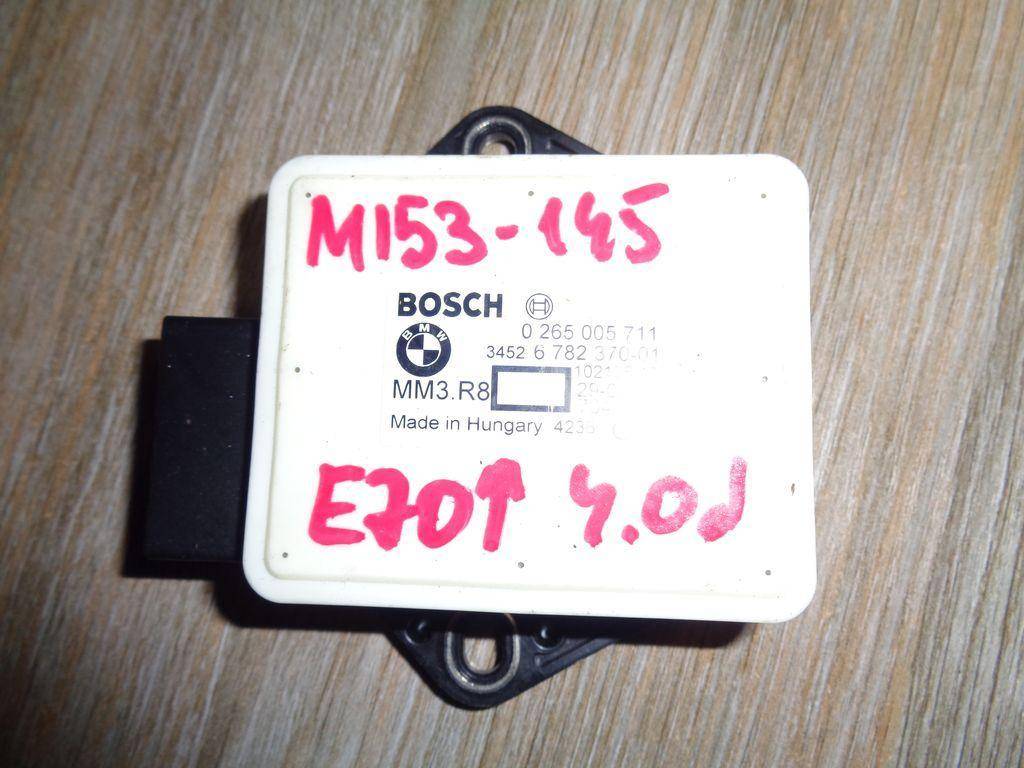 M153-145
BOSCH
BMW
0 265 005 711
3452 6 782 370-01
MM3.R8
Made in Hungary
E70↑ 4.0d